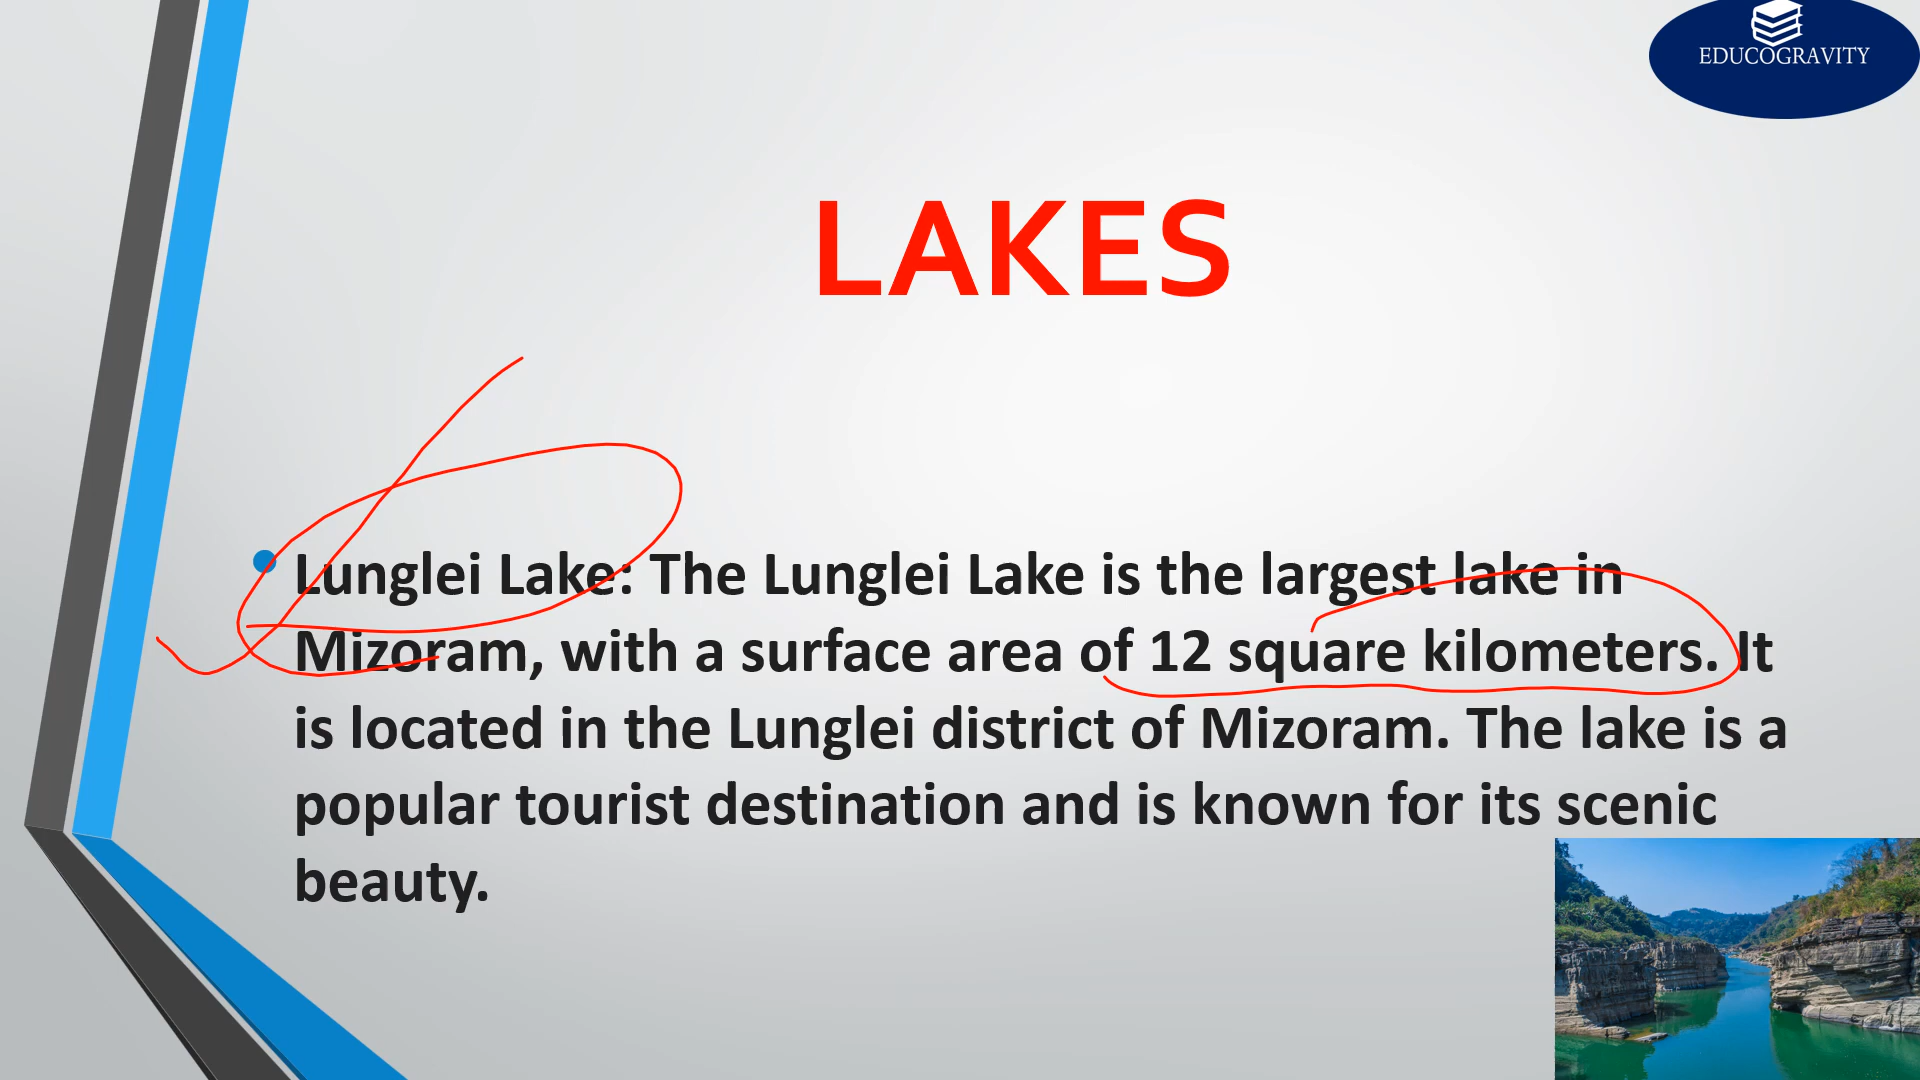 EDUCOGRAVITY
LAKES
Lunglei Lake: The Lunglei Lake is the largest lake in
Mizoram, with a surface area of 12 square kilometers. It
is located in the Lunglei district of Mizoram. The lake is a
popular tourist destination and is known for its scenic
beauty.